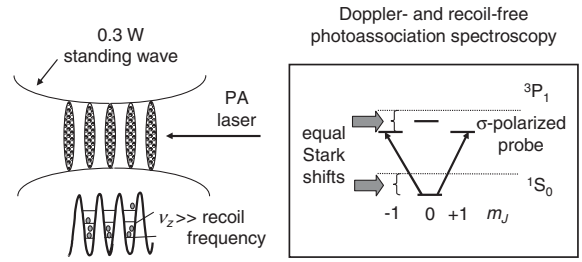 0.3 W
standing wave
PA
laser
ν_z >> recoil
frequency
Doppler- and recoil-free
photoassociation spectroscopy
³P₁
σ-polarized
probe
equal
Stark
shifts
¹S₀
-1 0 +1 m_J